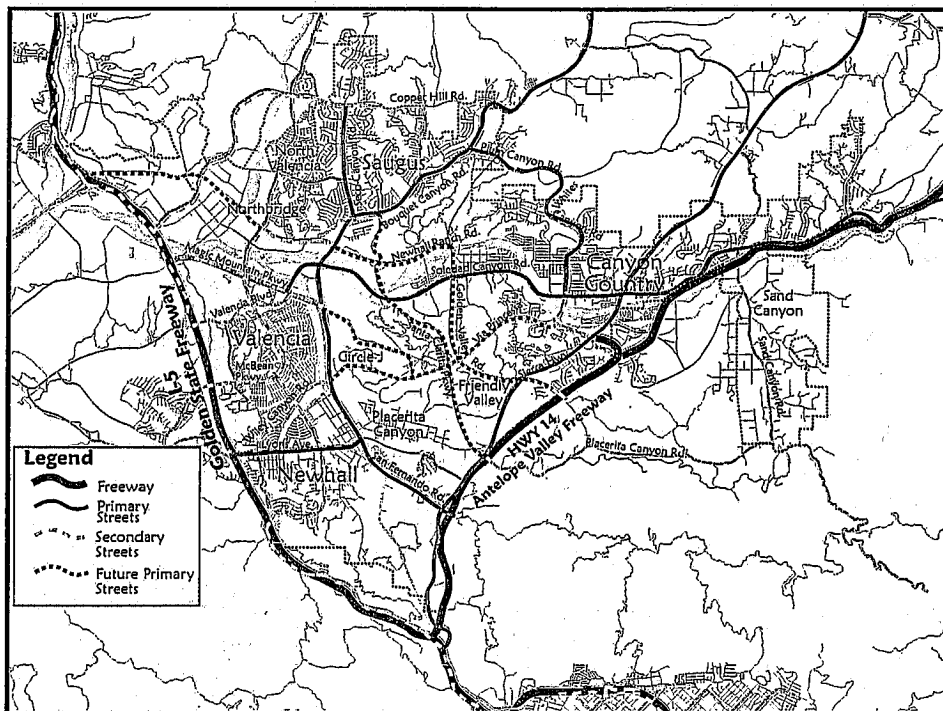 Copper Hill Rd.
North
Valencia
Saugus
Plum Canyon Rd.
Bouquet Canyon Rd.
Northbridge
Newhall Ranch Rd.
Soledad Canyon Rd.
Canyon
Country
Magic Mountain
Valencia Blvd.
Valencia
McBean
Pkwy.
Circle J
Golden Valley Rd.
Friendly
Valley
Sand
Canyon
Sand Canyon Rd.
Placerita
Canyon
Lyons Ave.
Newhall
San Fernando Rd.
HWY 14
Antelope Valley Freeway
Placerita Canyon Rd.
I-5
Golden State Freeway
Legend
Freeway
Primary
Streets
Secondary
Streets
Future Primary
Streets